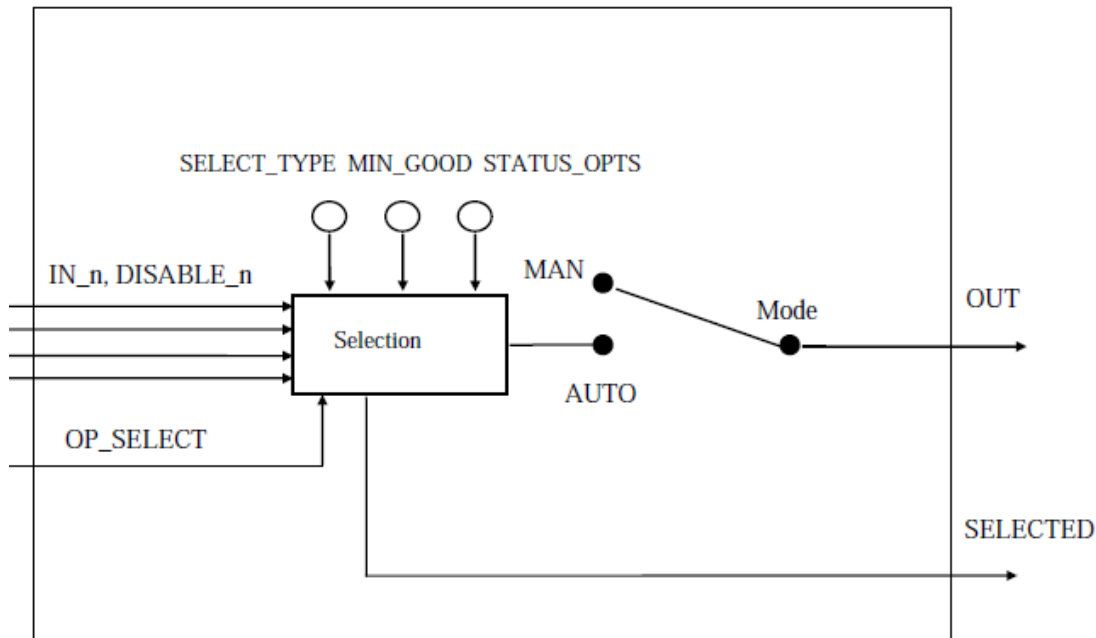 SELECT_TYPE MIN_GOOD STATUS_OPTS
IN_n, DISABLE_n
MAN
OUT
Mode
Selection
AUTO
OP_SELECT
SELECTED